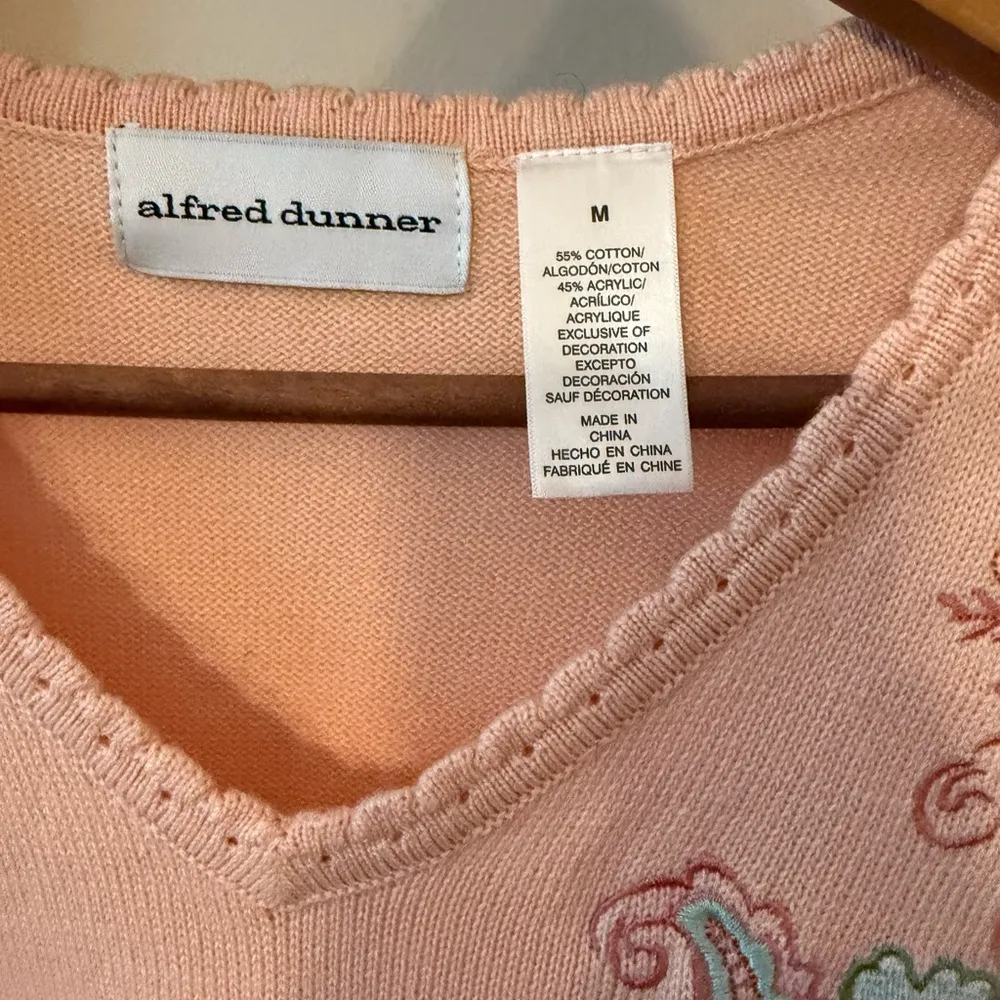 alfred dunner
M
55% COTTON/
ALGODÓN/COTON
45% ACRYLIC/
ACRÍLICO/
ACRYLIQUE
EXCLUSIVE OF
DECORATION
EXCEPTO
DECORACIÓN
SAUF DÉCORATION
MADE IN
CHINA
HECHO EN CHINA
FABRIQUÉ EN CHINE